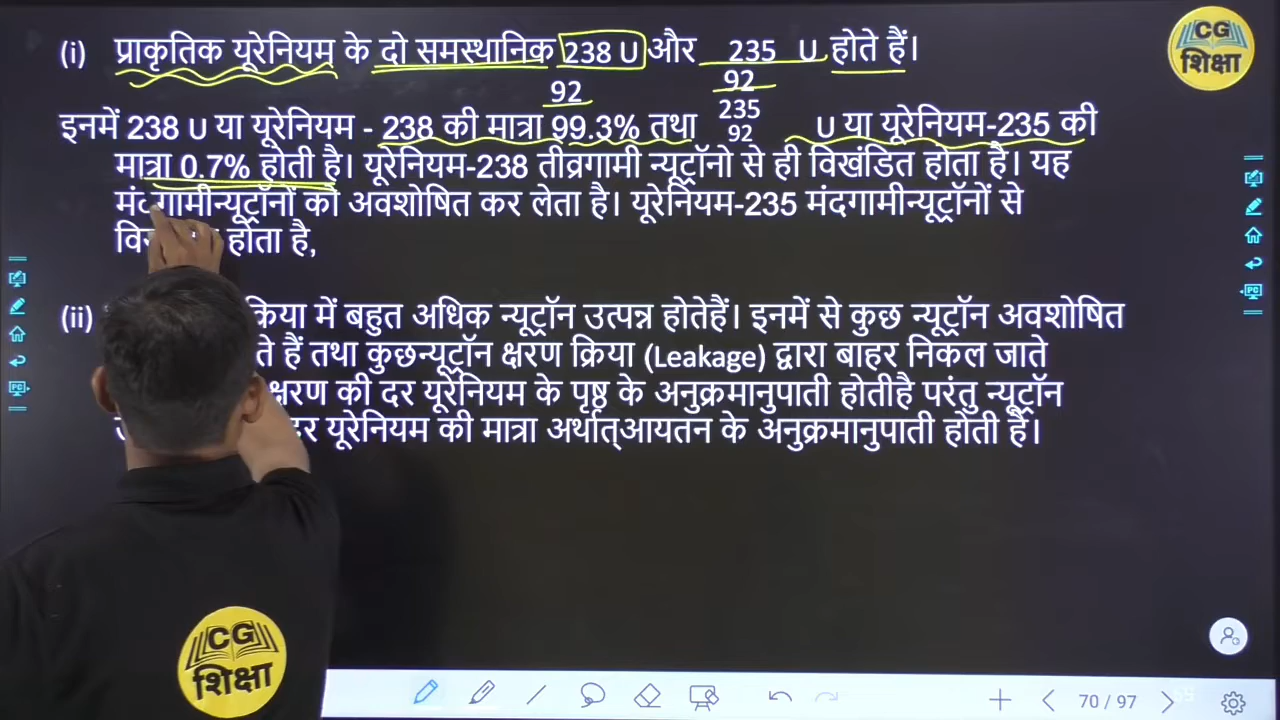 (i) प्राकृतिक यूरेनियम के दो समस्थानिक 238 U और 235 U होते हैं।
92 92
इनमें 238 U या यूरेनियम - 238 की मात्रा 99.3% तथा 235 92 U या यूरेनियम-235 की
मात्रा 0.7% होती है। यूरेनियम-238 तीव्रगामी न्यूट्रॉनो से ही विखंडित होता है। यह
मंदगामीन्यूट्रॉनों को अवशोषित कर लेता है। यूरेनियम-235 मंदगामीन्यूट्रॉनों से
होता है,
(ii) क्रिया में बहुत अधिक न्यूट्रॉन उत्पन्न होतेहैं। इनमें से कुछ न्यूट्रॉन अवशोषित
हैं तथा कुछन्यूट्रॉन क्षरण क्रिया (Leakage) द्वारा बाहर निकल जाते
क्षरण की दर यूरेनियम के पृष्ठ के अनुक्रमानुपाती होतीहै परंतु न्यूट्रॉन
दर यूरेनियम की मात्रा अर्थात्आयतन के अनुक्रमानुपाती होती है।
CG
शिक्षा
CG
शिक्षा
70 / 97